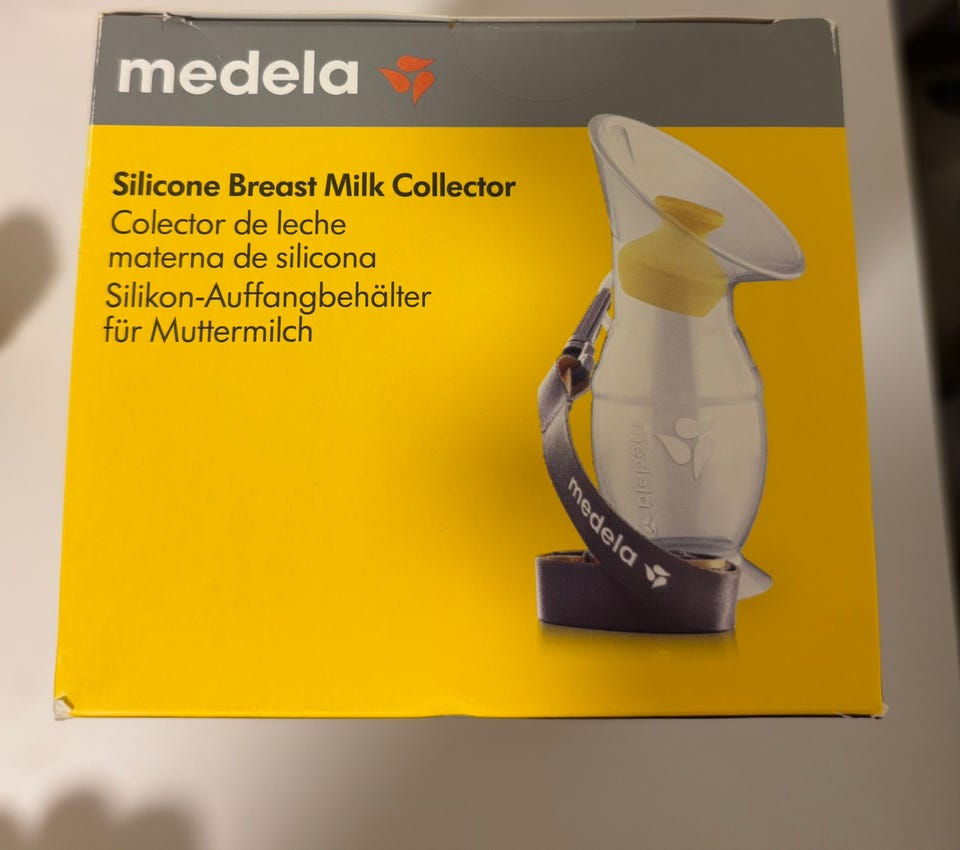 medela
Silicone Breast Milk Collector
Colector de leche
materna de silicona
Silikon-Auffangbehälter
für Muttermilch
medela
medela